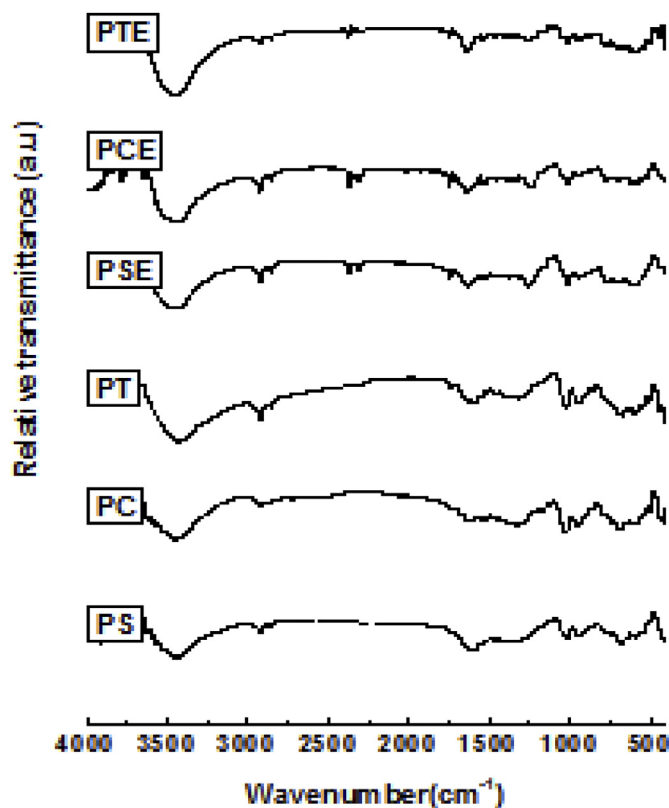 PTE
PCE
PSE
PT
PC
PS
Relative transmittance (a.u)
4000 3500 3000 2500 2000 1500 1000 500
Wavenumber(cm⁻¹)